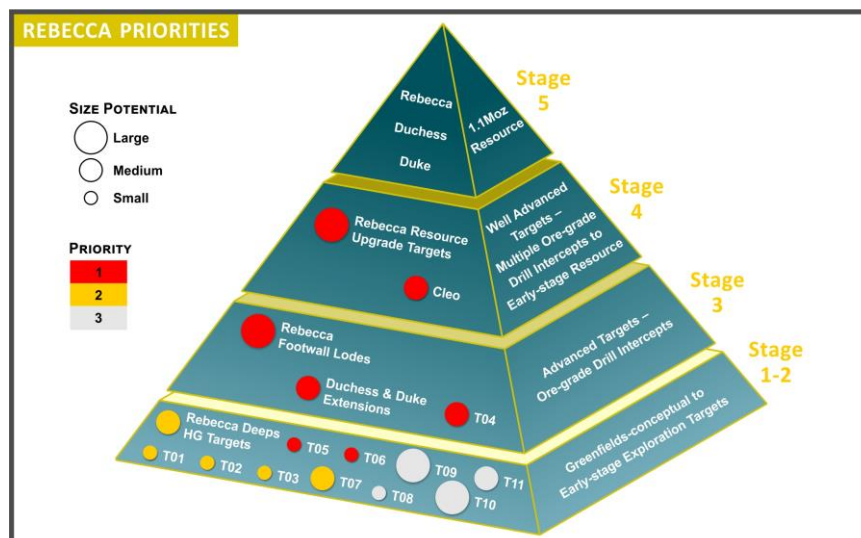 REBECCA PRIORITIES
SIZE POTENTIAL
Large
Medium
Small
PRIORITY
1
2
3
Rebecca
Duchess
Duke
1.1Moz
Resource
Stage
5
Rebecca Resource
Upgrade Targets
Cleo
Well Advanced
Targets –
Multiple Ore-grade
Drill Intercepts to
Early-stage Resource
Stage
4
Rebecca
Footwall Lodes
Duchess & Duke
Extensions
T04
Advanced Targets –
Ore-grade Drill Intercepts
Stage
3
Rebecca Deeps
HG Targets
T05
T06
T09
T11
T01
T02
T03
T07
T08
T10
Greenfields-conceptual to
Early-stage Exploration Targets
Stage
1-2